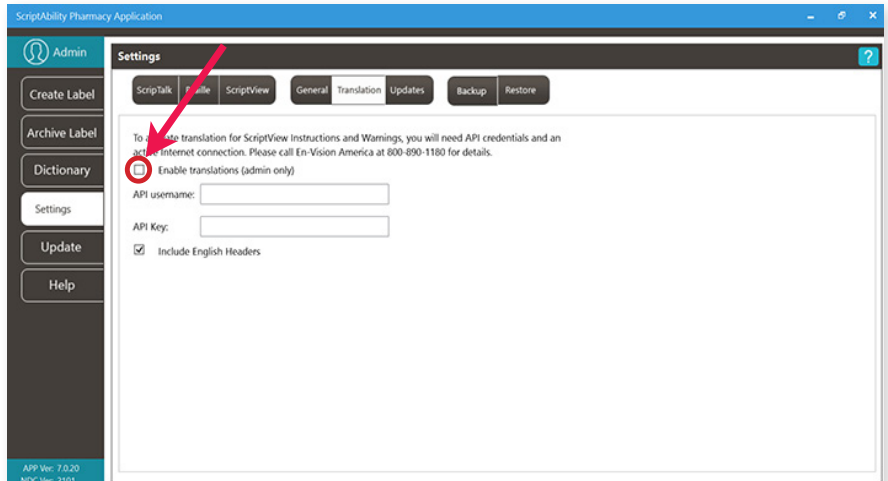 ScriptAbility Pharmacy Application
Admin
Settings
?
Create Label
Archive Label
Dictionary
Settings
Update
Help
ScripTalk
ScriptView
General
Translation
Updates
Backup
Restore
To translation for ScriptView Instructions and Warnings, you will need API credentials and an
Internet connection. Please call En-Vision America at 800-890-1180 for details.
Enable translations (admin only)
API username:
API Key:
Include English Headers
APP Ver: 7.0.20
NDC Ver: 2101